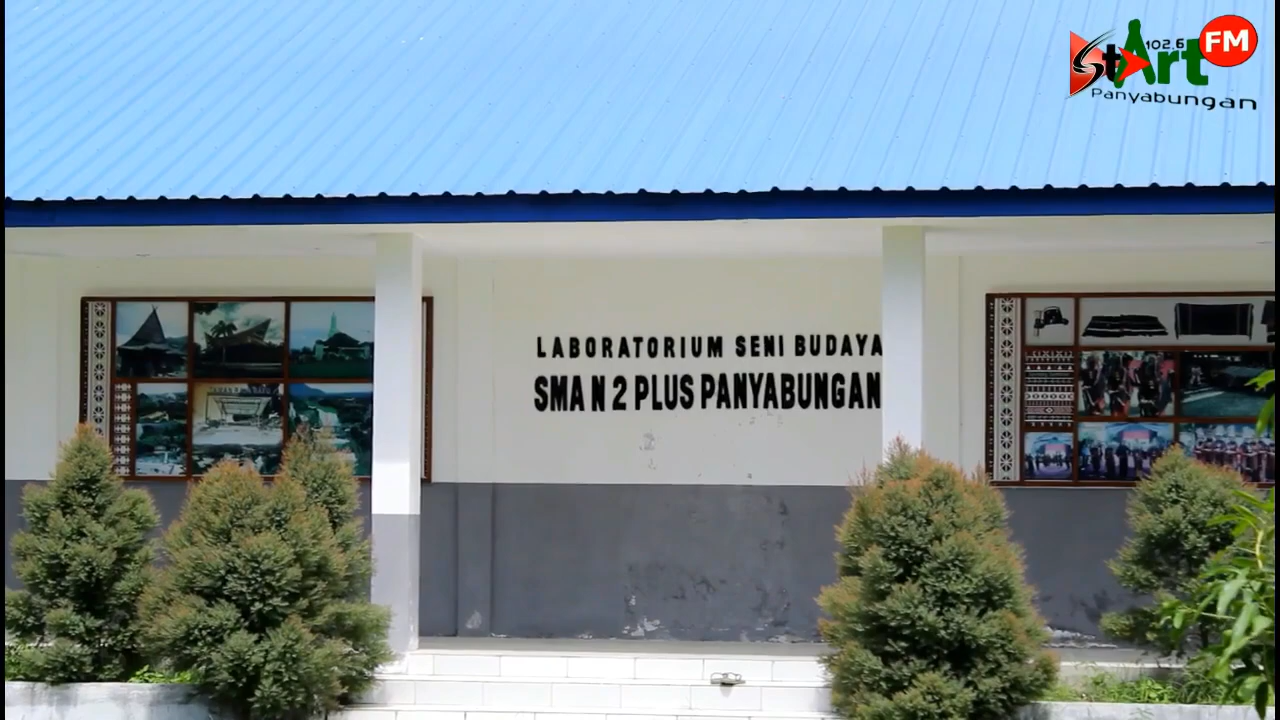 102.6
StArt FM
Panyabungan
LABORATORIUM SENI BUDAYA
SMA N 2 PLUS PANYABUNGAN